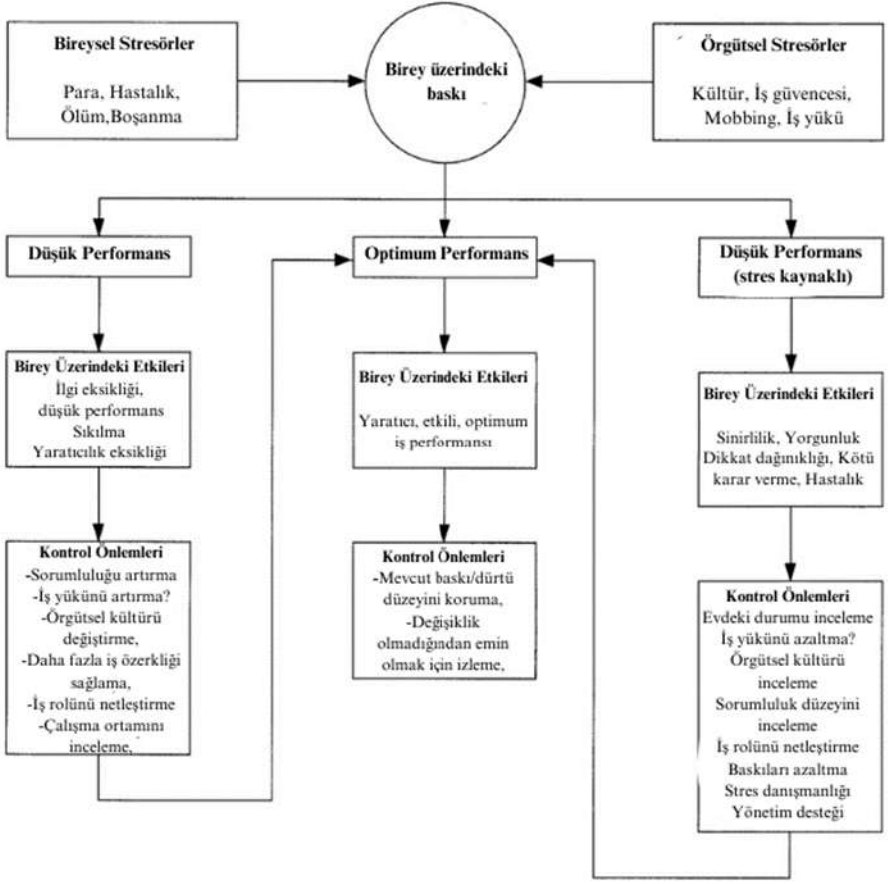 Bireysel Stresörler
Para, Hastalık,
Ölüm,Boşanma
Birey üzerindeki
baskı
Örgütsel Stresörler
Kültür, İş güvencesi,
Mobbing, İş yükü
Düşük Performans
Optimum Performans
Düşük Performans
(stres kaynaklı)
Birey Üzerindeki Etkileri
İlgi eksikliği,
düşük performans
Sıkılma
Yaratıcılık eksikliği
Birey Üzerindeki Etkileri
Yaratıcı, etkili, optimum
iş performansı
Birey Üzerindeki Etkileri
Sinirlilik, Yorgunluk
Dikkat dağınıklığı, Kötü
karar verme, Hastalık
Kontrol Önlemleri
-Sorumluluğu artırma
-İş yükünü artırma?
-Örgütsel kültürü
değiştirme,
-Daha fazla iş özerkliği
sağlama,
-İş rolünü netleştirme
-Çalışma ortamını
inceleme,
Kontrol Önlemleri
-Mevcut baskı/dürtü
düzeyini koruma,
-Değişiklik
olmadığından emin
olmak için izleme,
Kontrol Önlemleri
Evdeki durumu inceleme
İş yükünü azaltma?
Örgütsel kültürü
inceleme
Sorumluluk düzeyini
inceleme
İş rolünü netleştirme
Baskıları azaltma
Stres danışmanlığı
Yönetim desteği